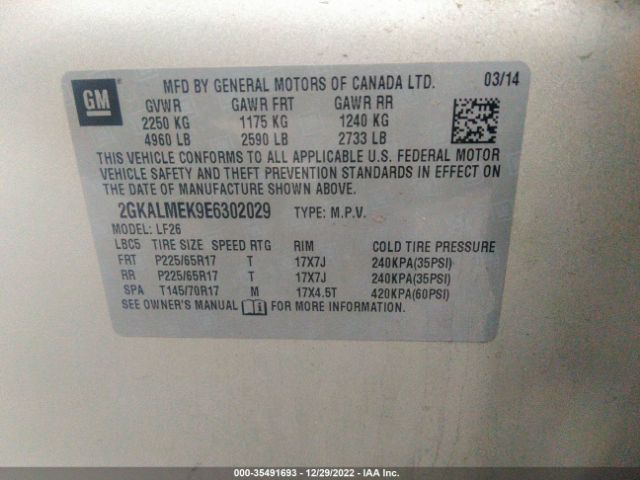 GM
MFD BY GENERAL MOTORS OF CANADA LTD. 03/14
GVWR GAWR FRT GAWR RR
2250 KG 1175 KG 1240 KG
4960 LB 2590 LB 2733 LB
THIS VEHICLE CONFORMS TO ALL APPLICABLE U.S. FEDERAL MOTOR
VEHICLE SAFETY AND THEFT PREVENTION STANDARDS IN EFFECT ON
THE DATE OF MANUFACTURE SHOWN ABOVE.
2GKALMEK9E6302029 TYPE: M.P.V.
MODEL: LF26
LBC5 TIRE SIZE SPEED RTG RIM COLD TIRE PRESSURE
FRT P225/65R17 T 17X7J 240KPA(35PSI)
RR P225/65R17 T 17X7J 240KPA(35PSI)
SPA T145/70R17 M 17X4.5T 420KPA(60PSI)
SEE OWNER'S MANUAL FOR MORE INFORMATION.
000-35491693 - 12/29/2022 - IAA Inc.